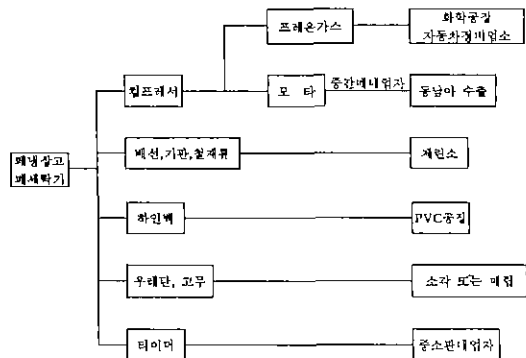 프레온가스
화학공장
자동차정비업소
컴프레서
모 타
중간매매업자
동남아 수출
폐냉장고
폐세탁기
배선,기판,철재류
제련소
하인백
PVC공장
우레탄, 고무
소각 또는 매립
타이머
중소판매업자